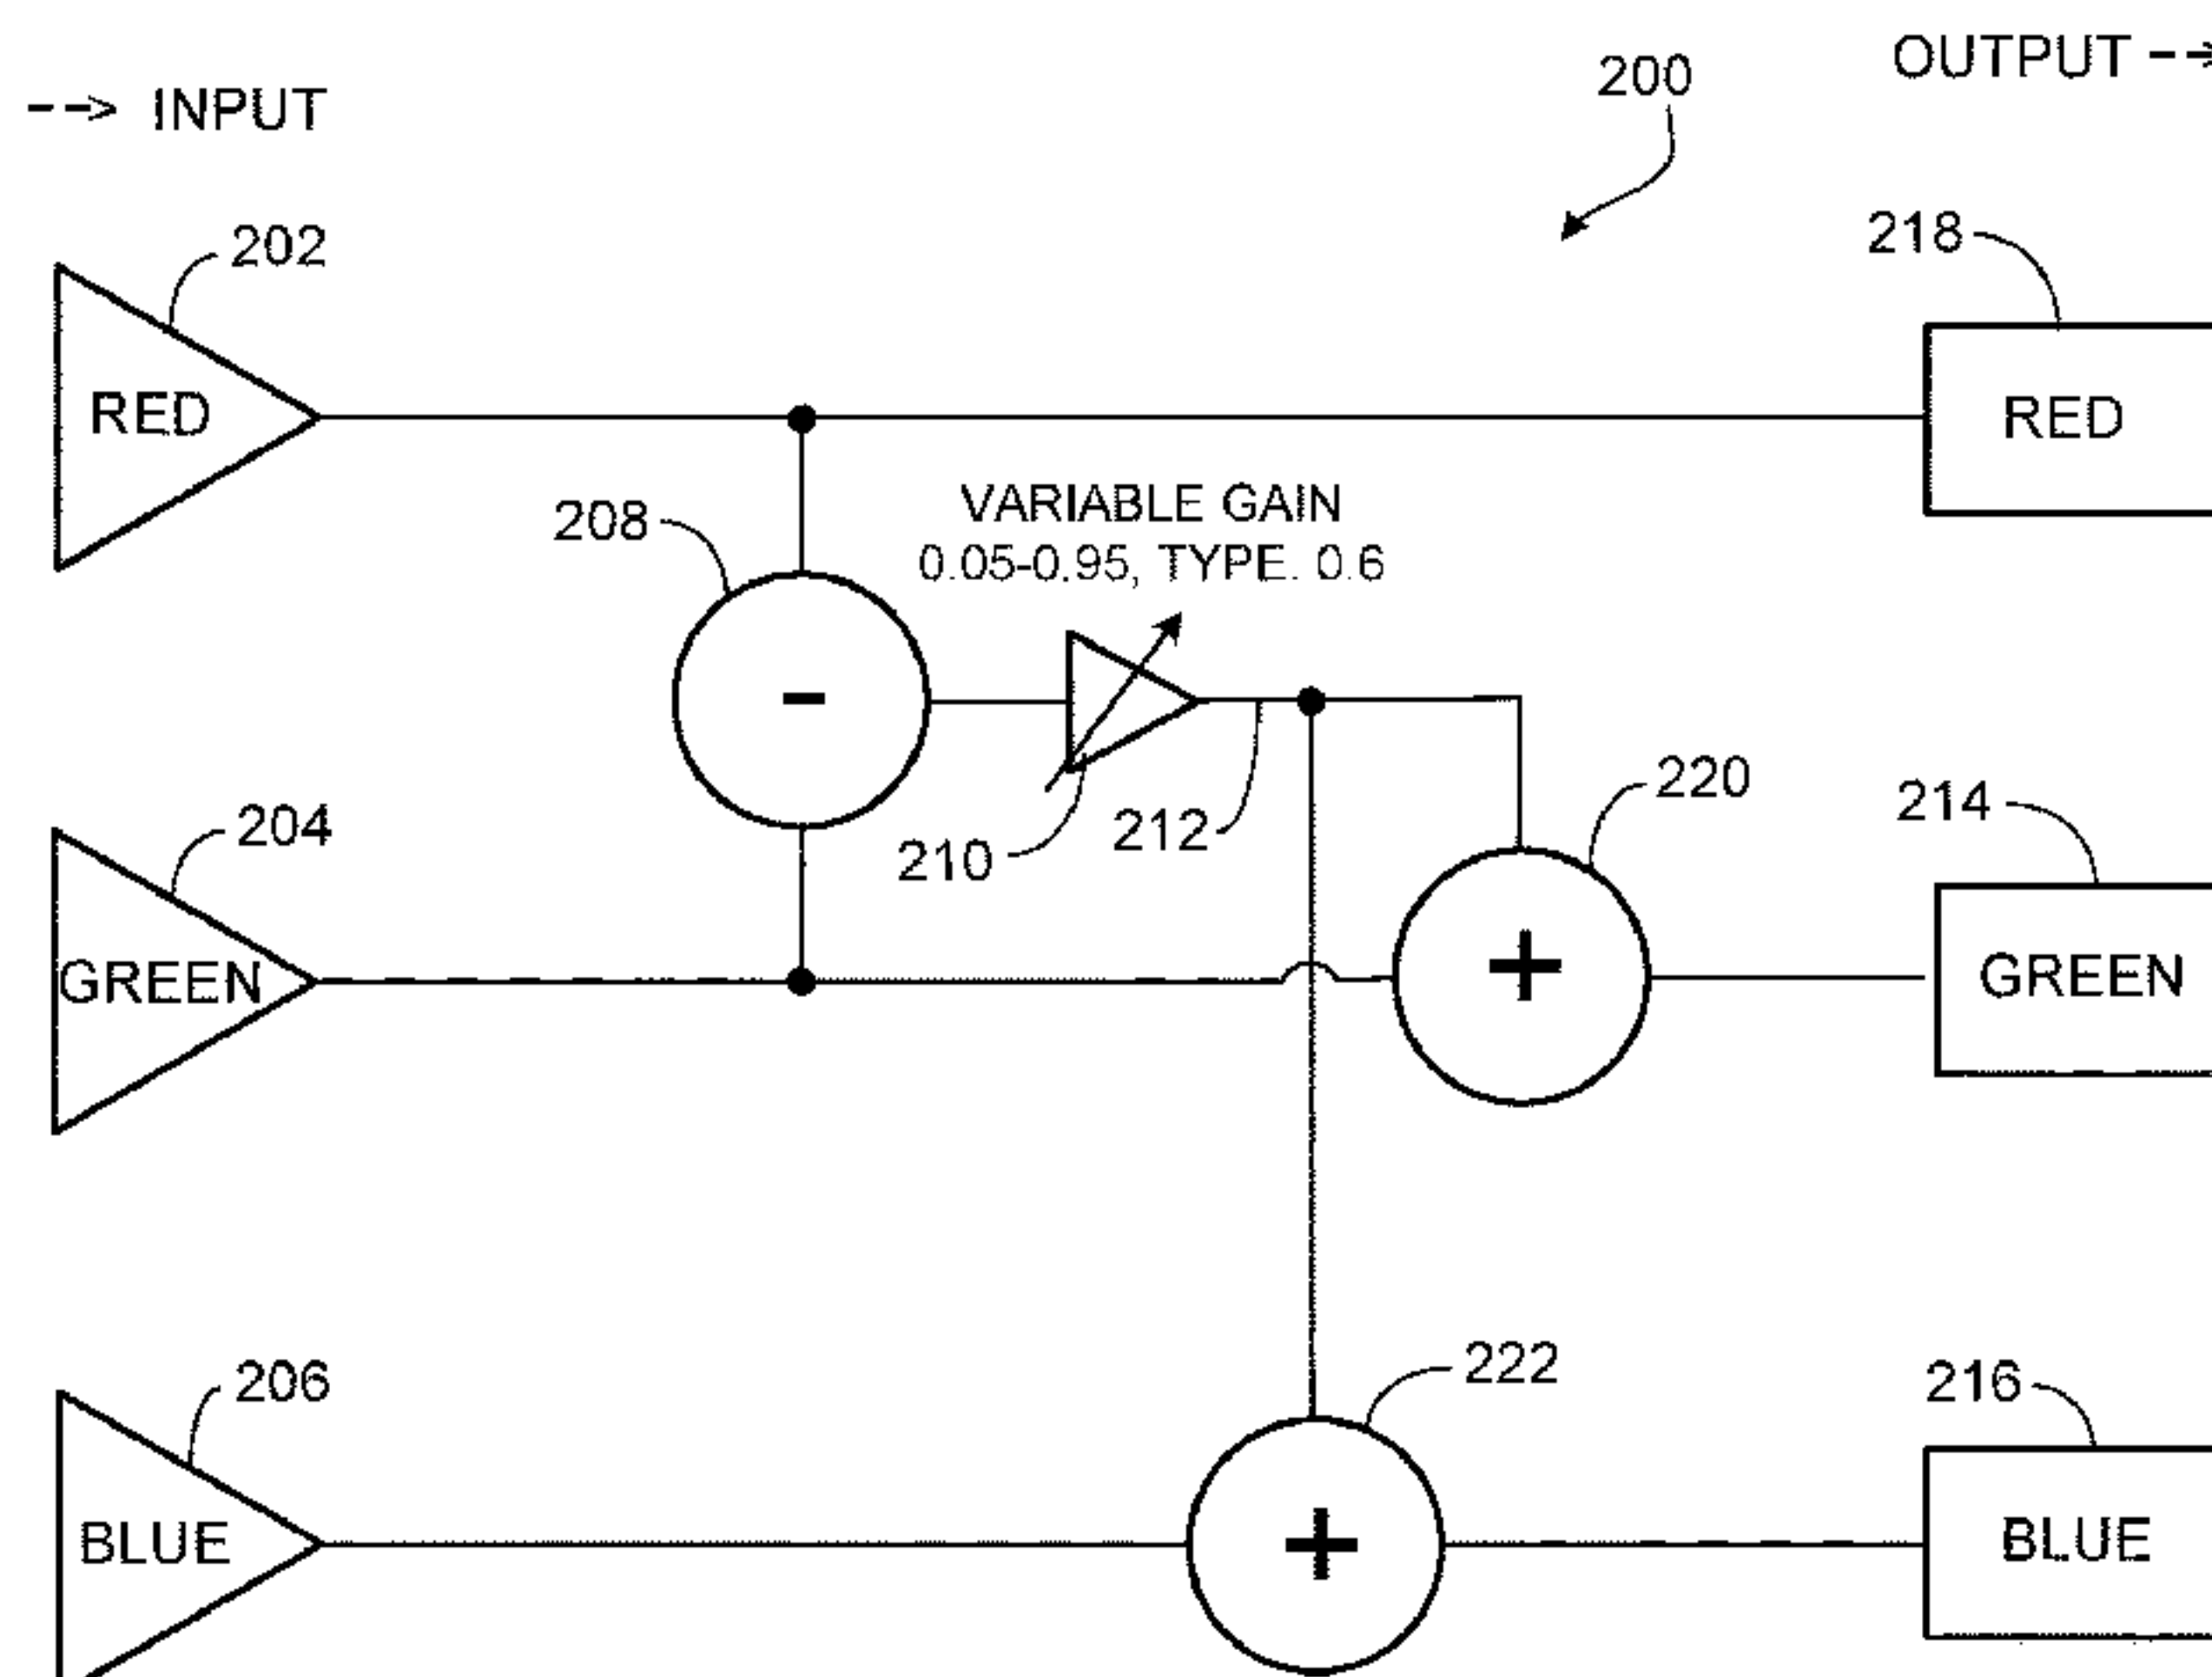 OUTPUT -->
200
--> INPUT
202
218
RED
RED
VARIABLE GAIN
0.05-0.95, TYPE. 0.6
208
-
220
214
204
212
210
+
GREEN
GREEN
222
216
206
+
BLUE
BLUE